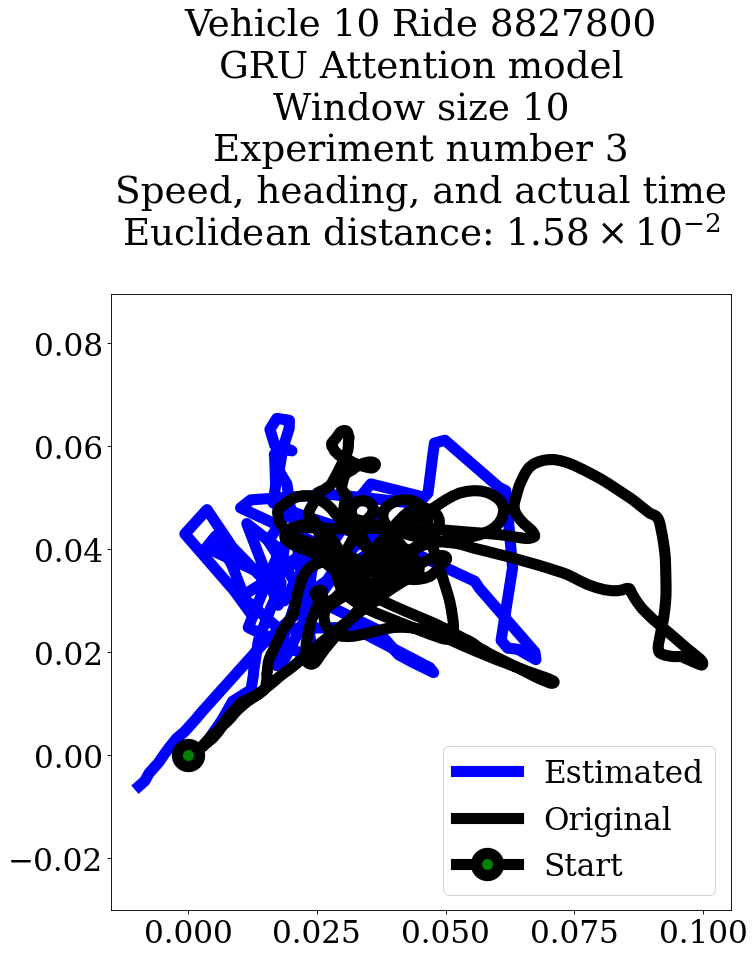 Vehicle 10 Ride 8827800
GRU Attention model
Window size 10
Experiment number 3
Speed, heading, and actual time
Euclidean distance: 1.58 × 10⁻²
0.08
0.06
0.04
0.02
0.00
−0.02
Estimated
Original
Start
0.000 0.025 0.050 0.075 0.100